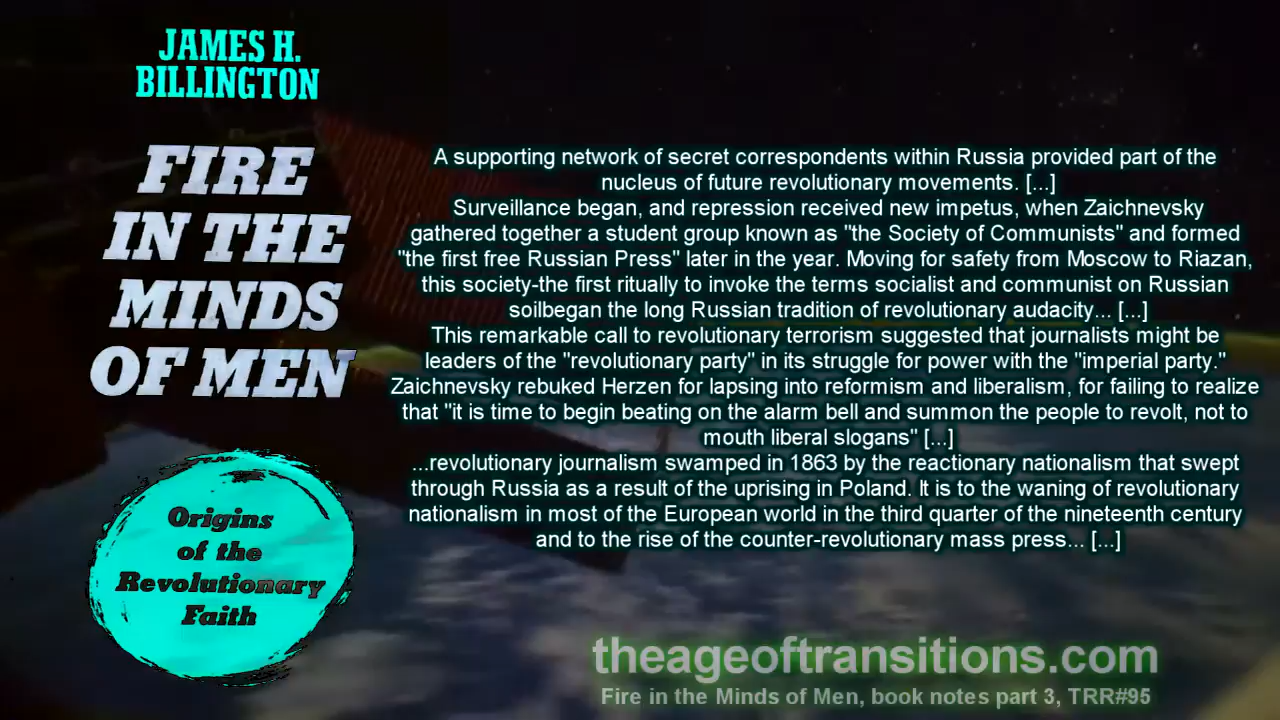 JAMES H.
BILLINGTON
FIRE
IN THE
MINDS
OF MEN
Origins
of the
Revolutionary
Faith
A supporting network of secret correspondents within Russia provided part of the
nucleus of future revolutionary movements. [...]
Surveillance began, and repression received new impetus, when Zaichnevsky
gathered together a student group known as "the Society of Communists" and formed
"the first free Russian Press" later in the year. Moving for safety from Moscow to Riazan,
this society-the first ritually to invoke the terms socialist and communist on Russian
soilbegan the long Russian tradition of revolutionary audacity... [...]
This remarkable call to revolutionary terrorism suggested that journalists might be
leaders of the "revolutionary party" in its struggle for power with the "imperial party."
Zaichnevsky rebuked Herzen for lapsing into reformism and liberalism, for failing to realize
that "it is time to begin beating on the alarm bell and summon the people to revolt, not to
mouth liberal slogans" [...]
...revolutionary journalism swamped in 1863 by the reactionary nationalism that swept
through Russia as a result of the uprising in Poland. It is to the waning of revolutionary
nationalism in most of the European world in the third quarter of the nineteenth century
and to the rise of the counter-revolutionary mass press... [...]
theageoftransitions.com
Fire in the Minds of Men, book notes part 3, TRR#95